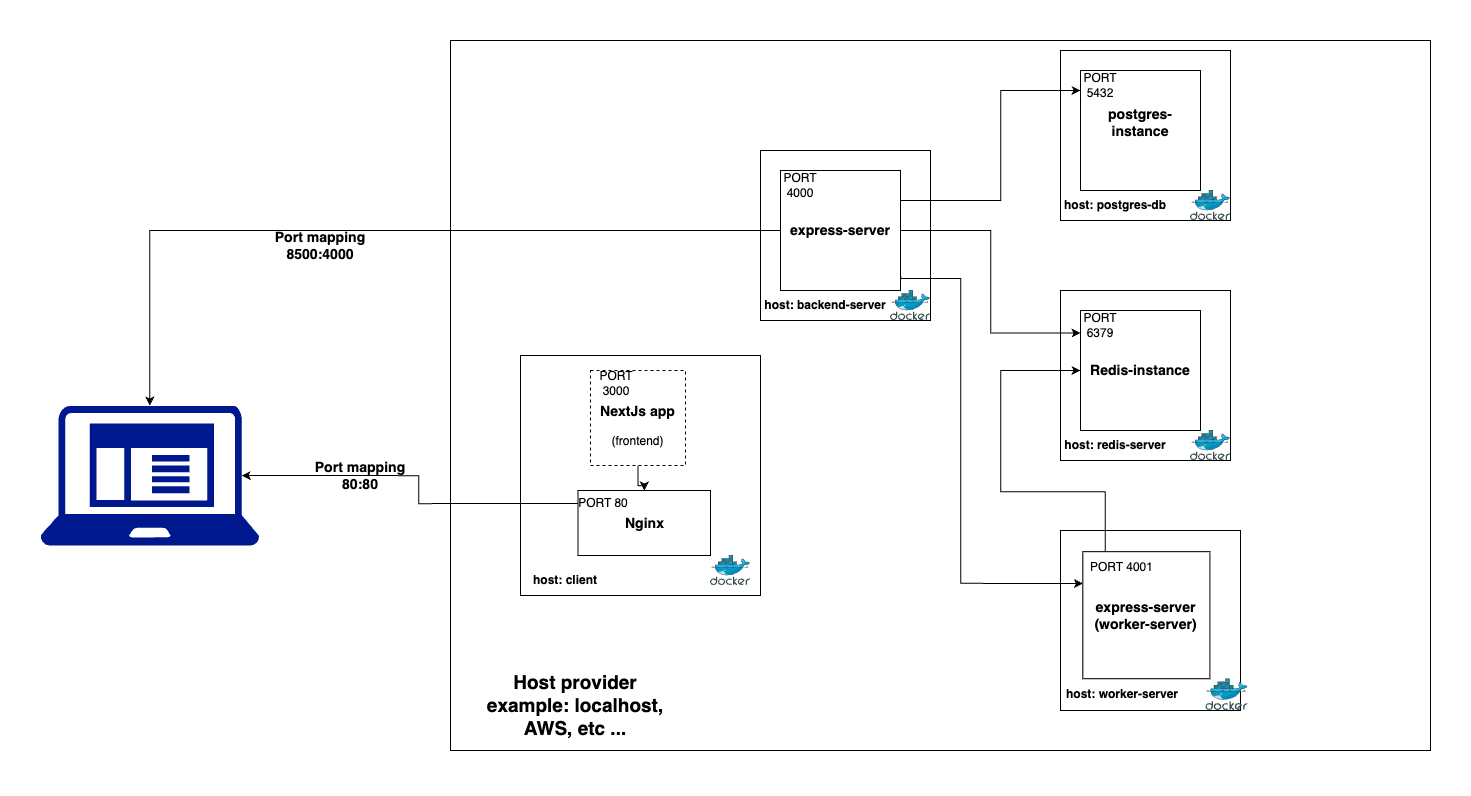 PORT
5432
postgres-
instance
host: postgres-db
docker
PORT
4000
express-server
host: backend-server
docker
Port mapping
8500:4000
PORT
6379
Redis-instance
host: redis-server
docker
PORT
3000
NextJs app
(frontend)
Port mapping
80:80
PORT 80
Nginx
host: client
docker
PORT 4001
express-server
(worker-server)
host: worker-server
docker
Host provider
example: localhost,
AWS, etc ...